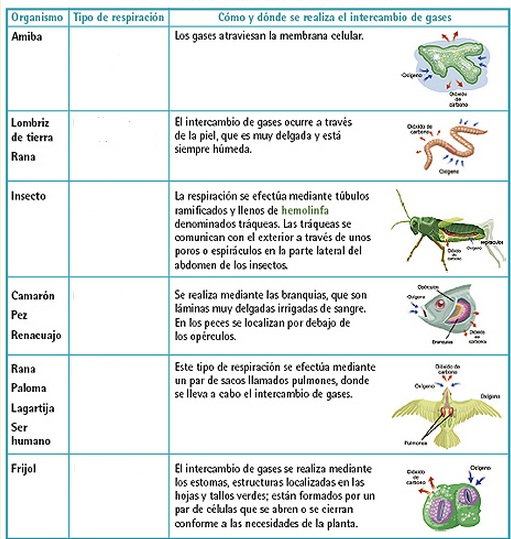 Organismo Tipo de respiración Cómo y dónde se realiza el intercambio de gases
Amiba
Los gases atraviesan la membrana celular.
Oxígeno
Dióxido
de
carbono
Lombriz
de tierra
Rana
El intercambio de gases ocurre a través
de la piel, que es muy delgada y está
siempre húmeda.
Dióxido de
carbono
Oxígeno
Insecto
La respiración se efectúa mediante túbulos
ramificados y llenos de hemolinfa
denominados tráqueas. Las tráqueas se
comunican con el exterior a través de unos
poros o espiráculos en la parte lateral del
abdomen de los insectos.
espiráculos
Oxígeno
Dióxido
de
carbono
Camarón
Pez
Renacuajo
Se realiza mediante las branquias, que son
láminas muy delgadas irrigadas de sangre.
En los peces se localizan por debajo de
los opérculos.
Opérculos
Oxígeno
Branquias
Dióxido
de
carbono
Rana
Paloma
Lagartija
Ser
humano
Este tipo de respiración se efectúa mediante
un par de sacos llamados pulmones, donde
se lleva a cabo el intercambio de gases.
Dióxido de
carbono
Oxígeno
Oxígeno
Pulmones
Frijol
El intercambio de gases se realiza mediante
los estomas, estructuras localizadas en las
hojas y tallos verdes; están formados por un
par de células que se abren o se cierran
conforme a las necesidades de la planta.
Dióxido
de
carbono
Oxígeno